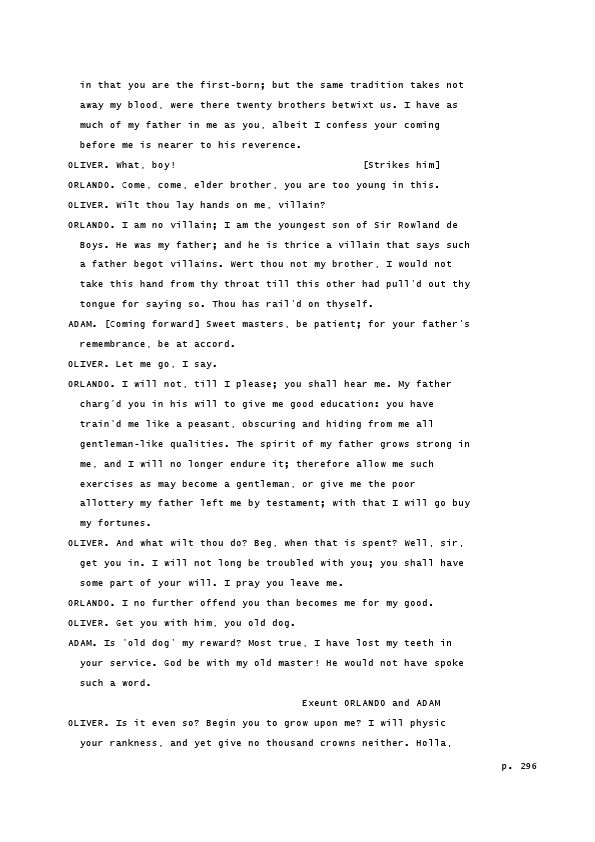 in that you are the first-born; but the same tradition takes not
away my blood, were there twenty brothers betwixt us. I have as
much of my father in me as you, albeit I confess your coming
before me is nearer to his reverence.
OLIVER. What, boy! [Strikes him]
ORLANDO. Come, come, elder brother, you are too young in this.
OLIVER. Wilt thou lay hands on me, villain?
ORLANDO. I am no villain; I am the youngest son of Sir Rowland de
Boys. He was my father; and he is thrice a villain that says such
a father begot villains. Wert thou not my brother, I would not
take this hand from thy throat till this other had pull'd out thy
tongue for saying so. Thou has rail'd on thyself.
ADAM. [Coming forward] Sweet masters, be patient; for your father's
remembrance, be at accord.
OLIVER. Let me go, I say.
ORLANDO. I will not, till I please; you shall hear me. My father
charg'd you in his will to give me good education: you have
train'd me like a peasant, obscuring and hiding from me all
gentleman-like qualities. The spirit of my father grows strong in
me, and I will no longer endure it; therefore allow me such
exercises as may become a gentleman, or give me the poor
allottery my father left me by testament; with that I will go buy
my fortunes.
OLIVER. And what wilt thou do? Beg, when that is spent? Well, sir,
get you in. I will not long be troubled with you; you shall have
some part of your will. I pray you leave me.
ORLANDO. I no further offend you than becomes me for my good.
OLIVER. Get you with him, you old dog.
ADAM. Is 'old dog' my reward? Most true, I have lost my teeth in
your service. God be with my old master! He would not have spoke
such a word.
Exeunt ORLANDO and ADAM
OLIVER. Is it even so? Begin you to grow upon me? I will physic
your rankness, and yet give no thousand crowns neither. Holla,
p. 296